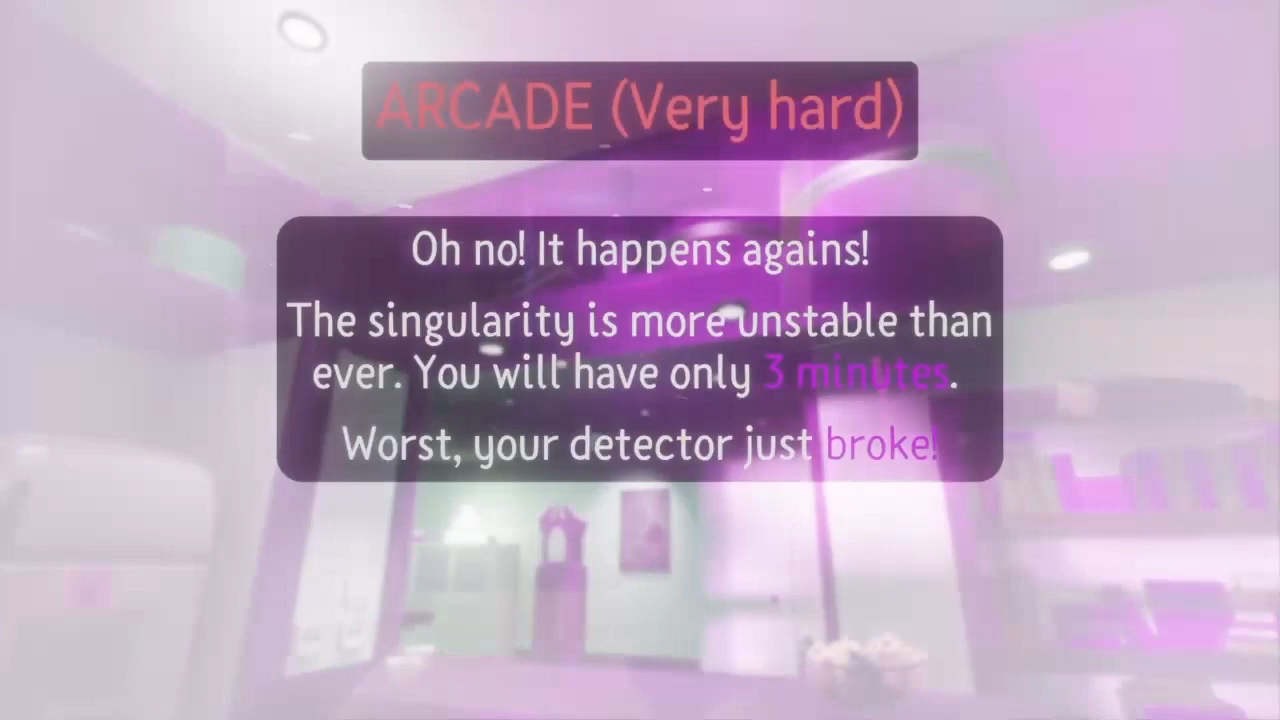 ARCADE (Very hard)
Oh no! It happens agains!
The singularity is more unstable than
ever. You will have only 3 minutes.
Worst, your detector just broke!